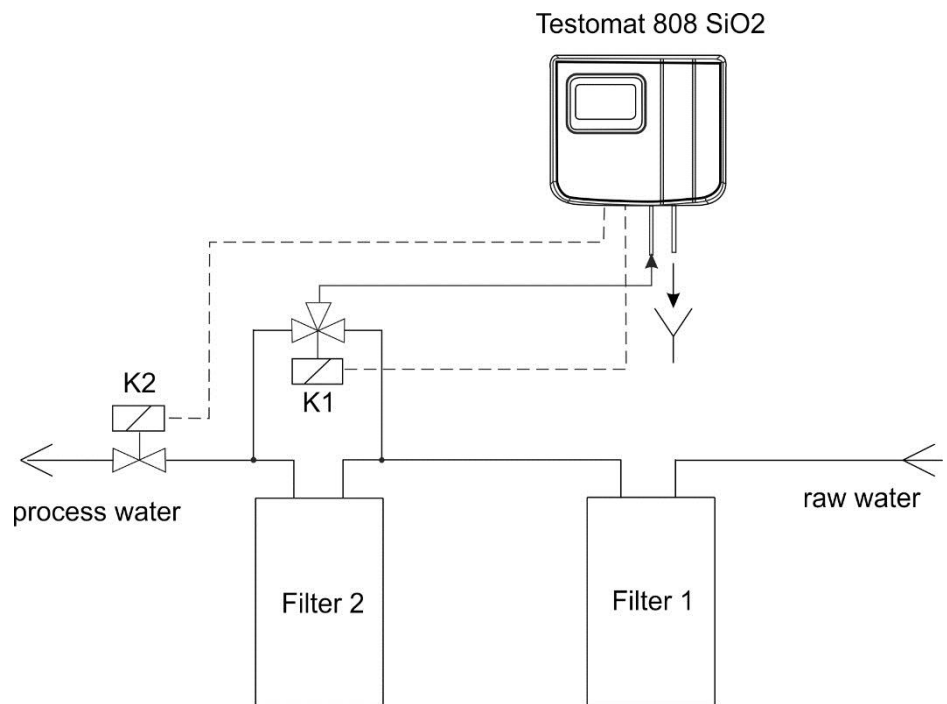 Testomat 808 SiO2
K2
K1
process water
raw water
Filter 2
Filter 1